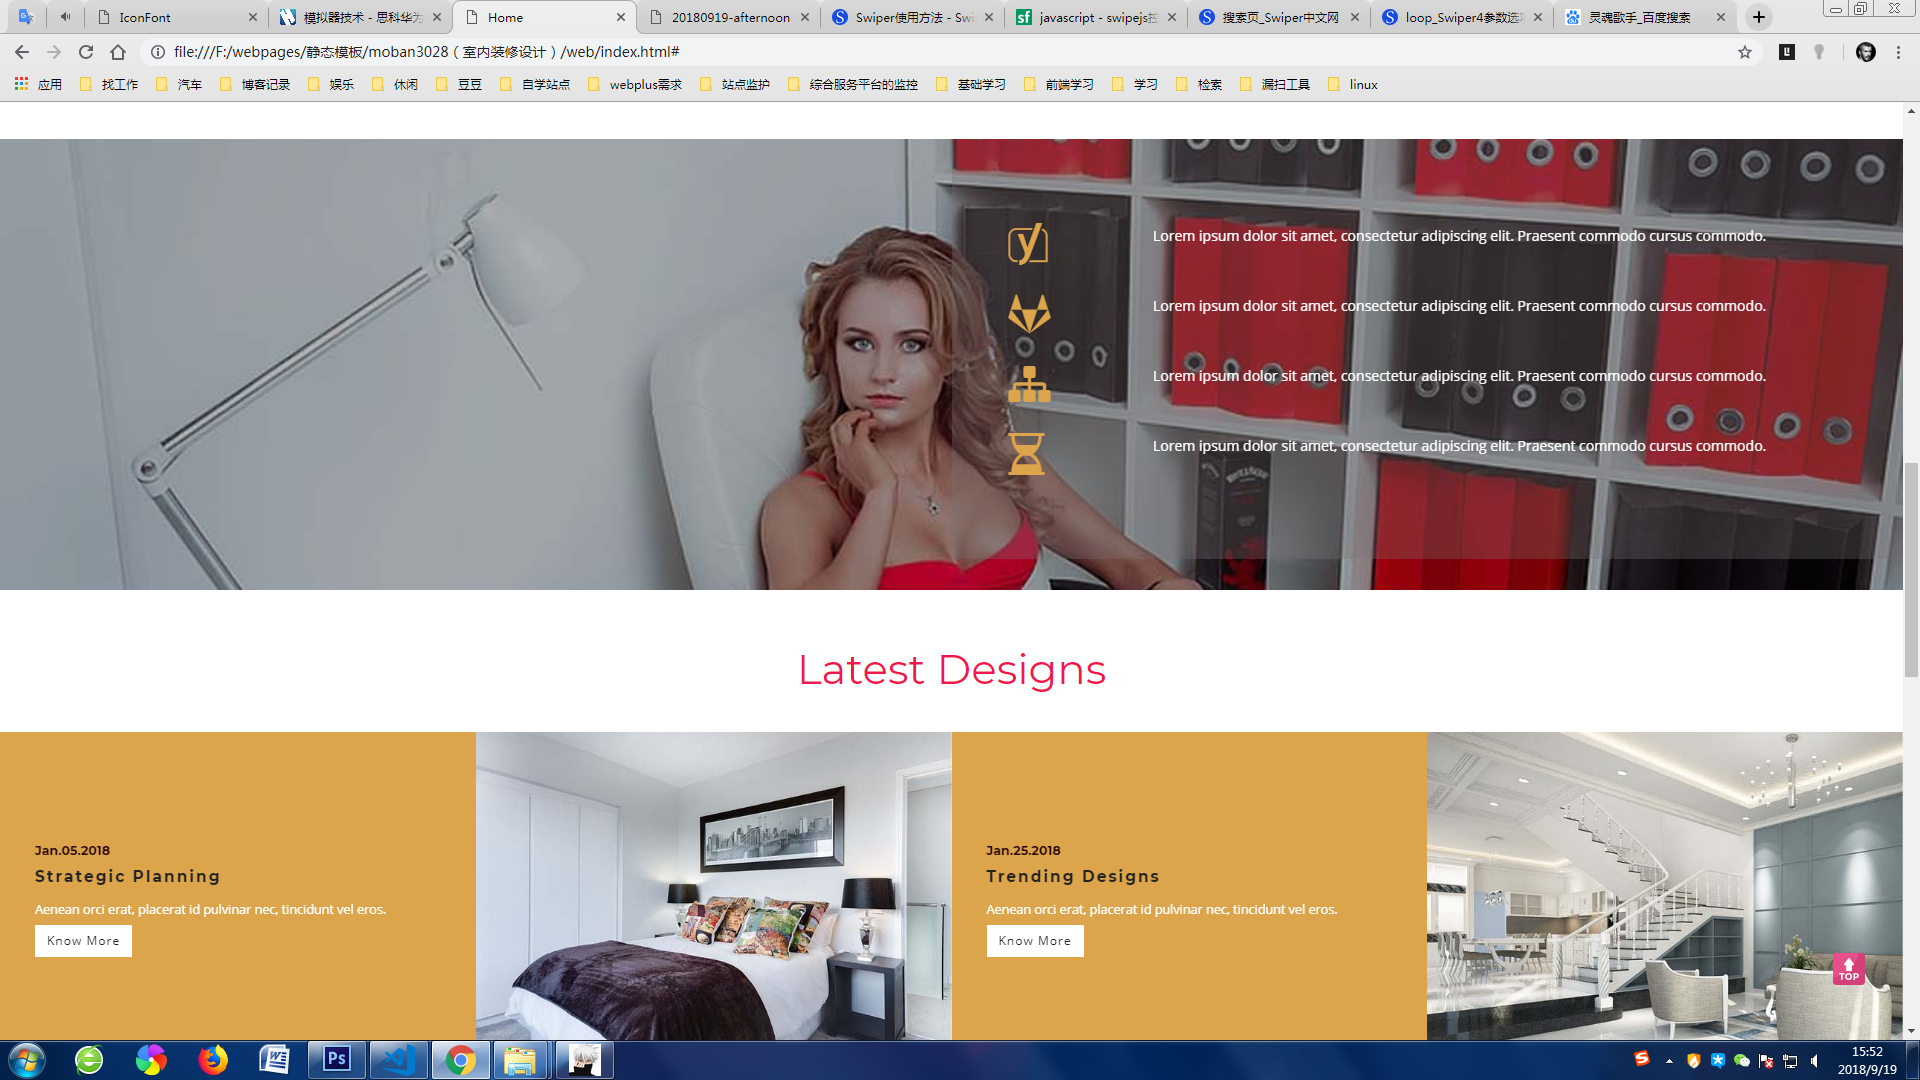 IconFont
模拟器技术 - 思科华为
Home
20180919-afternoon
Swiper使用方法 - Swi
javascript - swipejs控
搜索页_Swiper中文网
loop_Swiper4参数选项
灵魂歌手_百度搜索
file:///F:/webpages/静态模板/moban3028（室内装修设计）/web/index.html#
应用 找工作 汽车 博客记录 娱乐 休闲 豆豆 自学站点 webplus需求 站点监护 综合服务平台的监控 基础学习 前端学习 学习 检索 漏扫工具 linux
Lorem ipsum dolor sit amet, consectetur adipiscing elit. Praesent commodo cursus commodo.
Lorem ipsum dolor sit amet, consectetur adipiscing elit. Praesent commodo cursus commodo.
Lorem ipsum dolor sit amet, consectetur adipiscing elit. Praesent commodo cursus commodo.
Lorem ipsum dolor sit amet, consectetur adipiscing elit. Praesent commodo cursus commodo.
Latest Designs
Jan.05.2018
Strategic Planning
Aenean orci erat, placerat id pulvinar nec, tincidunt vel eros.
Know More
Jan.25.2018
Trending Designs
Aenean orci erat, placerat id pulvinar nec, tincidunt vel eros.
Know More
TOP
Ps
15:52
2018/9/19